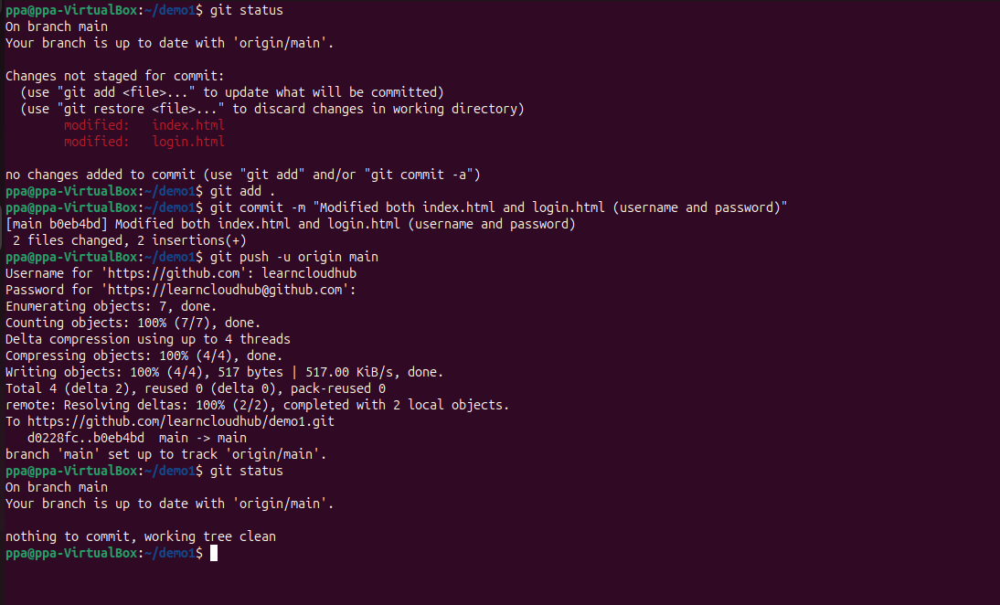 ppa@ppa-VirtualBox:~/demo1$ git status
On branch main
Your branch is up to date with 'origin/main'.
Changes not staged for commit:
  (use "git add <file>..." to update what will be committed)
  (use "git restore <file>..." to discard changes in working directory)
        modified:   index.html
        modified:   login.html
no changes added to commit (use "git add" and/or "git commit -a")
ppa@ppa-VirtualBox:~/demo1$ git add .
ppa@ppa-VirtualBox:~/demo1$ git commit -m "Modified both index.html and login.html (username and password)"
[main b0eb4bd] Modified both index.html and login.html (username and password)
 2 files changed, 2 insertions(+)
ppa@ppa-VirtualBox:~/demo1$ git push -u origin main
Username for 'https://github.com': learncloudhub
Password for 'https://learncloudhub@github.com':
Enumerating objects: 7, done.
Counting objects: 100% (7/7), done.
Delta compression using up to 4 threads
Compressing objects: 100% (4/4), done.
Writing objects: 100% (4/4), 517 bytes | 517.00 KiB/s, done.
Total 4 (delta 2), reused 0 (delta 0), pack-reused 0
remote: Resolving deltas: 100% (2/2), completed with 2 local objects.
To https://github.com/learncloudhub/demo1.git
   d0228fc..b0eb4bd  main -> main
branch 'main' set up to track 'origin/main'.
ppa@ppa-VirtualBox:~/demo1$ git status
On branch main
Your branch is up to date with 'origin/main'.
nothing to commit, working tree clean
ppa@ppa-VirtualBox:~/demo1$